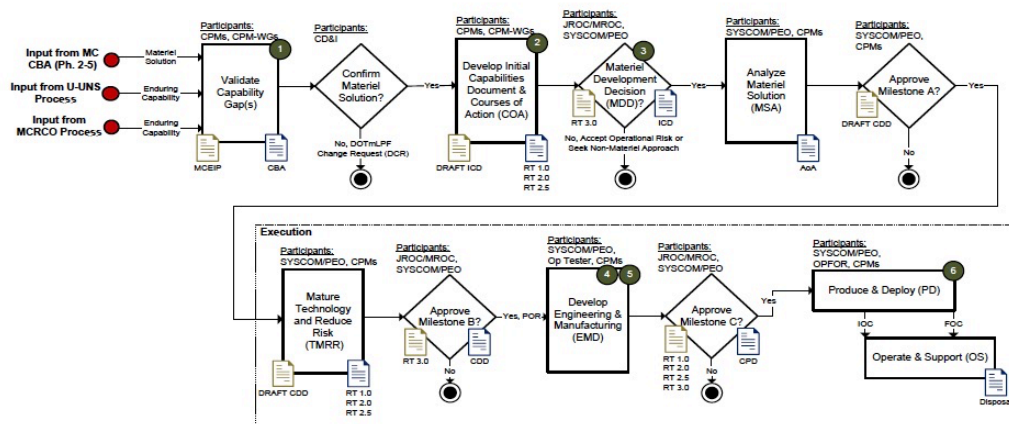 Input from MC
CBA (Ph. 2-5)
Input from U-UNS
Process
Input from
MCRCO Process
Materiel
Solution
Enduring
Capability
Enduring
Capability
Participants:
CPMs, CPM-WGs
1
Validate
Capability
Gap(s)
MCEIP
CBA
Participants:
CD&I
Confirm
Materiel
Solution?
Yes
No, DOTmLPF
Change Request (DCR)
Participants:
CPMs, CPM-WGs
2
Develop Initial
Capabilities
Document &
Courses of
Action (COA)
DRAFT ICD
RT 1.0
RT 2.0
RT 2.5
Participants:
JROC/MROC,
SYSCOM/PEO
3
Materiel
Development
Decision
(MDD)?
RT 3.0
ICD
Yes
No, Accept Operational Risk or
Seek Non-Materiel Approach
Participants:
SYSCOM/PEO, CPMs
Analyze
Materiel
Solution
(MSA)
AoA
Participants:
SYSCOM/PEO,
CPMs
Approve
Milestone A?
DRAFT CDD
Yes
No
Execution
Participants:
SYSCOM/PEO, CPMs
Mature
Technology
and Reduce
Risk
(TMRR)
DRAFT CDD
RT 1.0
RT 2.0
RT 2.5
Participants:
JROC/MROC,
SYSCOM/PEO
Approve
Milestone B?
RT 3.0
CDD
Yes, POR
No
Participants:
SYSCOM/PEO,
Op Tester, CPMs
4
5
Develop
Engineering &
Manufacturing
(EMD)
Participants:
JROC/MROC,
SYSCOM/PEO
Approve
Milestone C?
RT 1.0
RT 2.0
RT 2.5
RT 3.0
CPD
Yes
No
Participants:
SYSCOM/PEO,
OPFOR, CPMs
6
Produce & Deploy (PD)
IOC
FOC
Operate & Support (OS)
Disposal